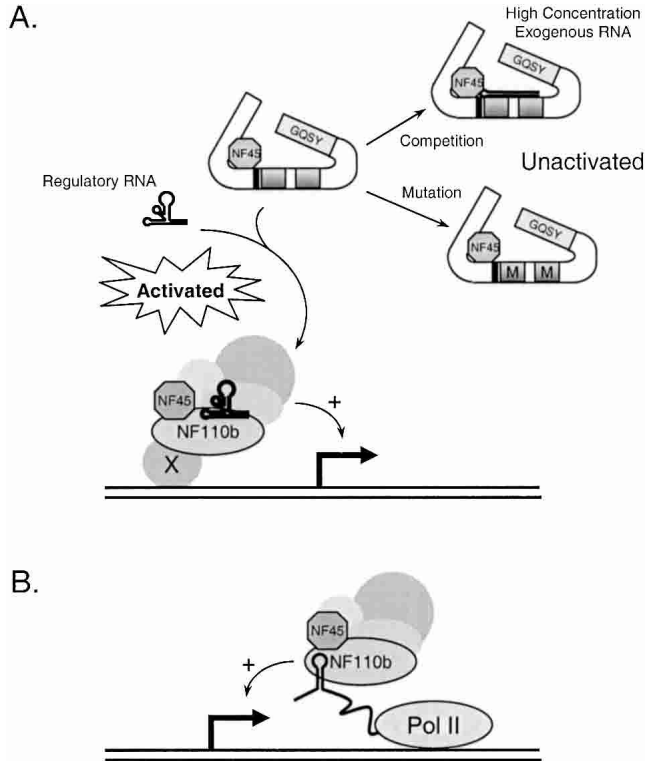 A.
High Concentration
Exogenous RNA
NF45
GQSY
NF45
GQSY
Competition
Unactivated
Regulatory RNA
Mutation
NF45
GQSY
M
M
Activated
NF45
NF110b
+
X
B.
NF45
NF110b
+
Pol II